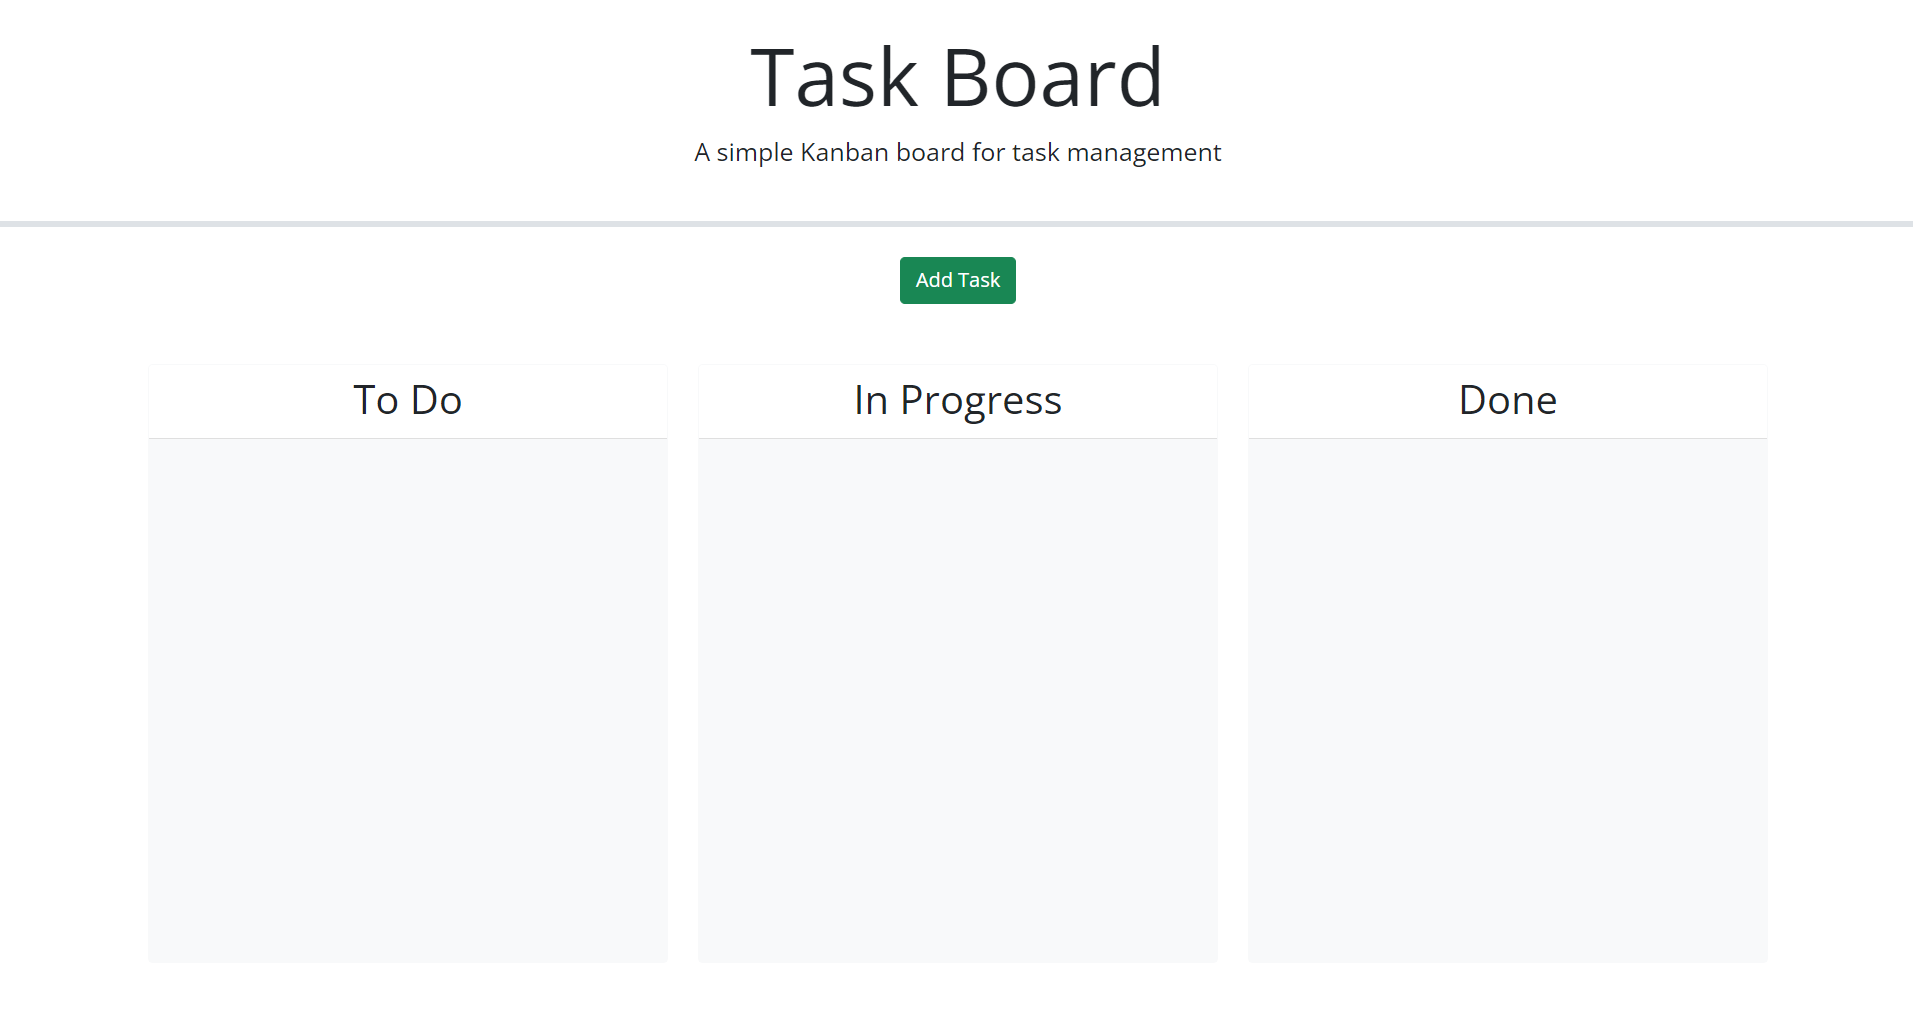 Task Board
A simple Kanban board for task management
Add Task
To Do
In Progress
Done